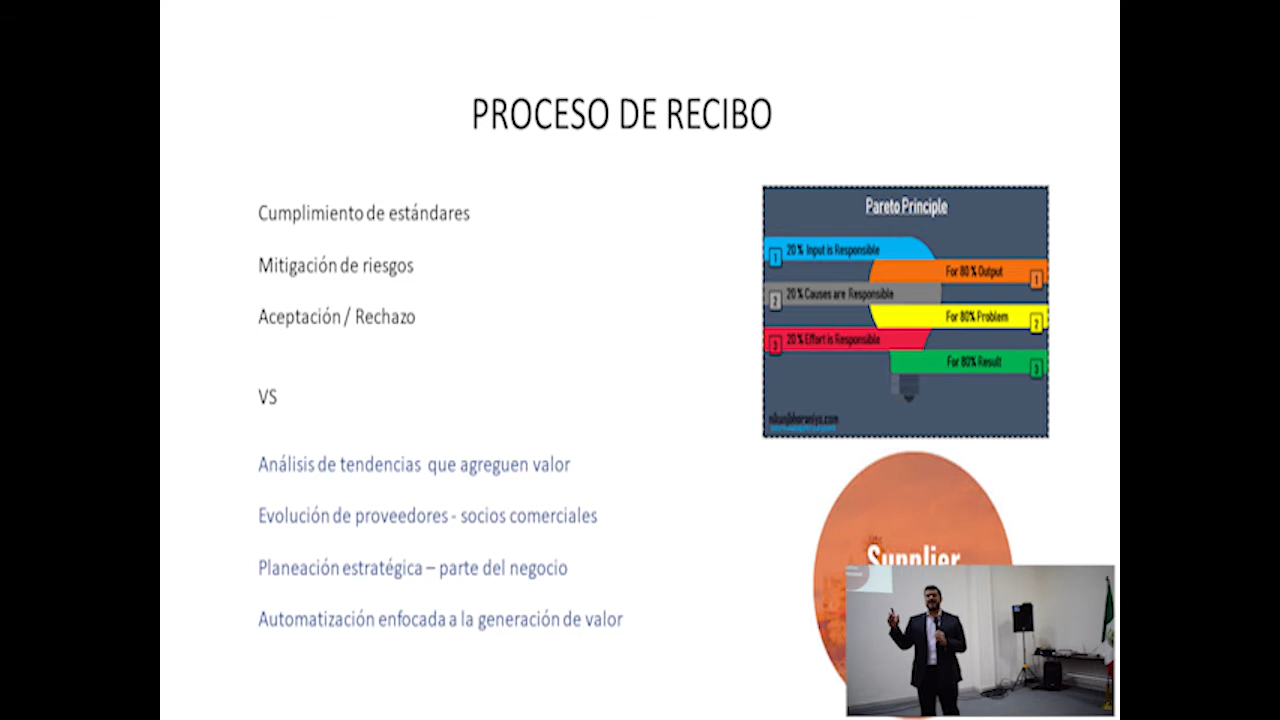 PROCESO DE RECIBO
Cumplimiento de estándares
Mitigación de riesgos
Aceptación / Rechazo
VS
Análisis de tendencias que agreguen valor
Evolución de proveedores - socios comerciales
Planeación estratégica – parte del negocio
Automatización enfocada a la generación de valor
Pareto Principle
1 20 % Input is Responsible
For 80 % Output 1
2 20 % Causes are Responsible
For 80% Problem 2
3 20 % Effort is Responsible
For 80% Result 3
Supplier